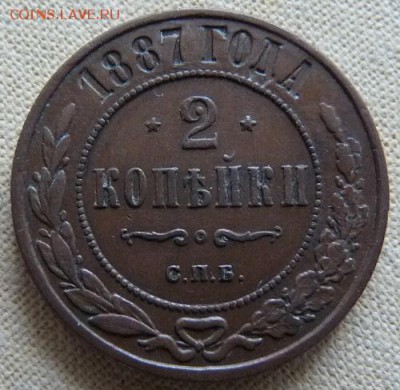 COINS.LAVE.RU
1887 ГОДА
2
КОПѢЙКИ
С.П.Б.